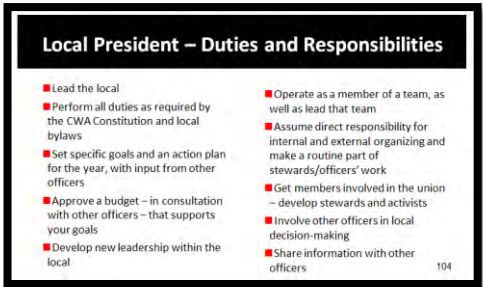 Local President – Duties and Responsibilities
Lead the local
Perform all duties as required by
the CWA Constitution and local
bylaws
Set specific goals and an action plan
for the year, with input from other
officers
Approve a budget – in consultation
with other officers – that supports
your goals
Develop new leadership within the
local
Operate as a member of a team, as
well as lead that team
Assume direct responsibility for
internal and external organizing and
make a routine part of
stewards/officers' work
Get members involved in the union
– develop stewards and activists
Involve other officers in local
decision-making
Share information with other
officers
104